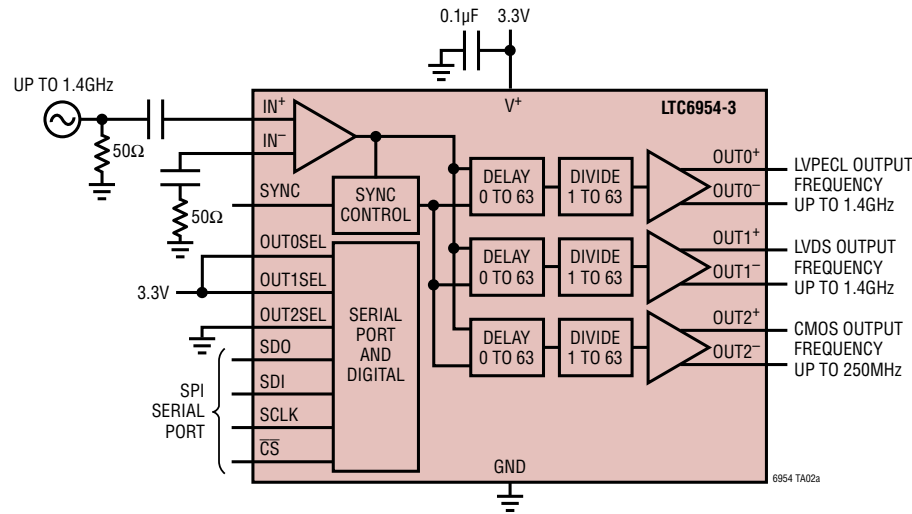 0.1µF
3.3V
UP TO 1.4GHz
50Ω
50Ω
V+
LTC6954-3
IN+
IN–
SYNC
SYNC
CONTROL
OUT0SEL
OUT1SEL
3.3V
OUT2SEL
SDO
SDI
SCLK
CS
SPI
SERIAL
PORT
SERIAL
PORT
AND
DIGITAL
DELAY
0 TO 63
DIVIDE
1 TO 63
OUT0+
OUT0–
LVPECL OUTPUT
FREQUENCY
UP TO 1.4GHz
DELAY
0 TO 63
DIVIDE
1 TO 63
OUT1+
OUT1–
LVDS OUTPUT
FREQUENCY
UP TO 1.4GHz
DELAY
0 TO 63
DIVIDE
1 TO 63
OUT2+
OUT2–
CMOS OUTPUT
FREQUENCY
UP TO 250MHz
GND
6954 TA02a